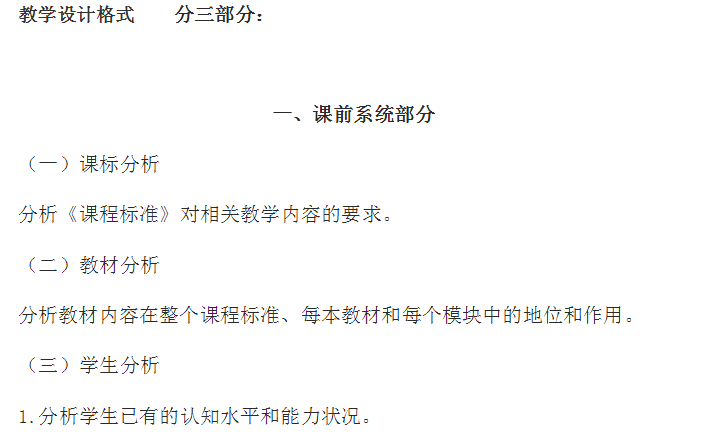 教学设计格式　　分三部分：
一、课前系统部分
（一）课标分析
分析《课程标准》对相关教学内容的要求。
（二）教材分析
分析教材内容在整个课程标准、每本教材和每个模块中的地位和作用。
（三）学生分析
1.分析学生已有的认知水平和能力状况。